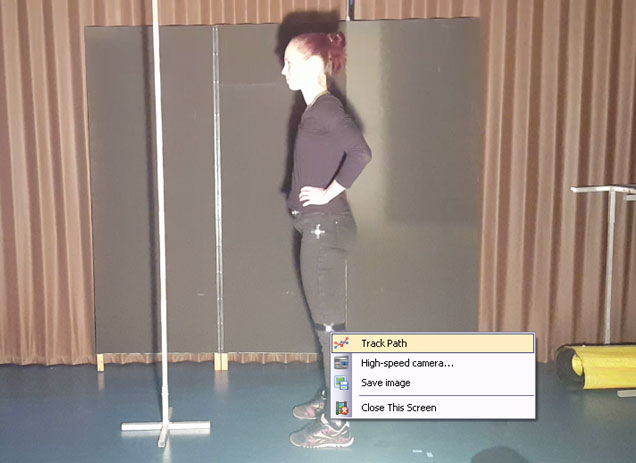 Track Path
High-speed camera...
Save image
Close This Screen